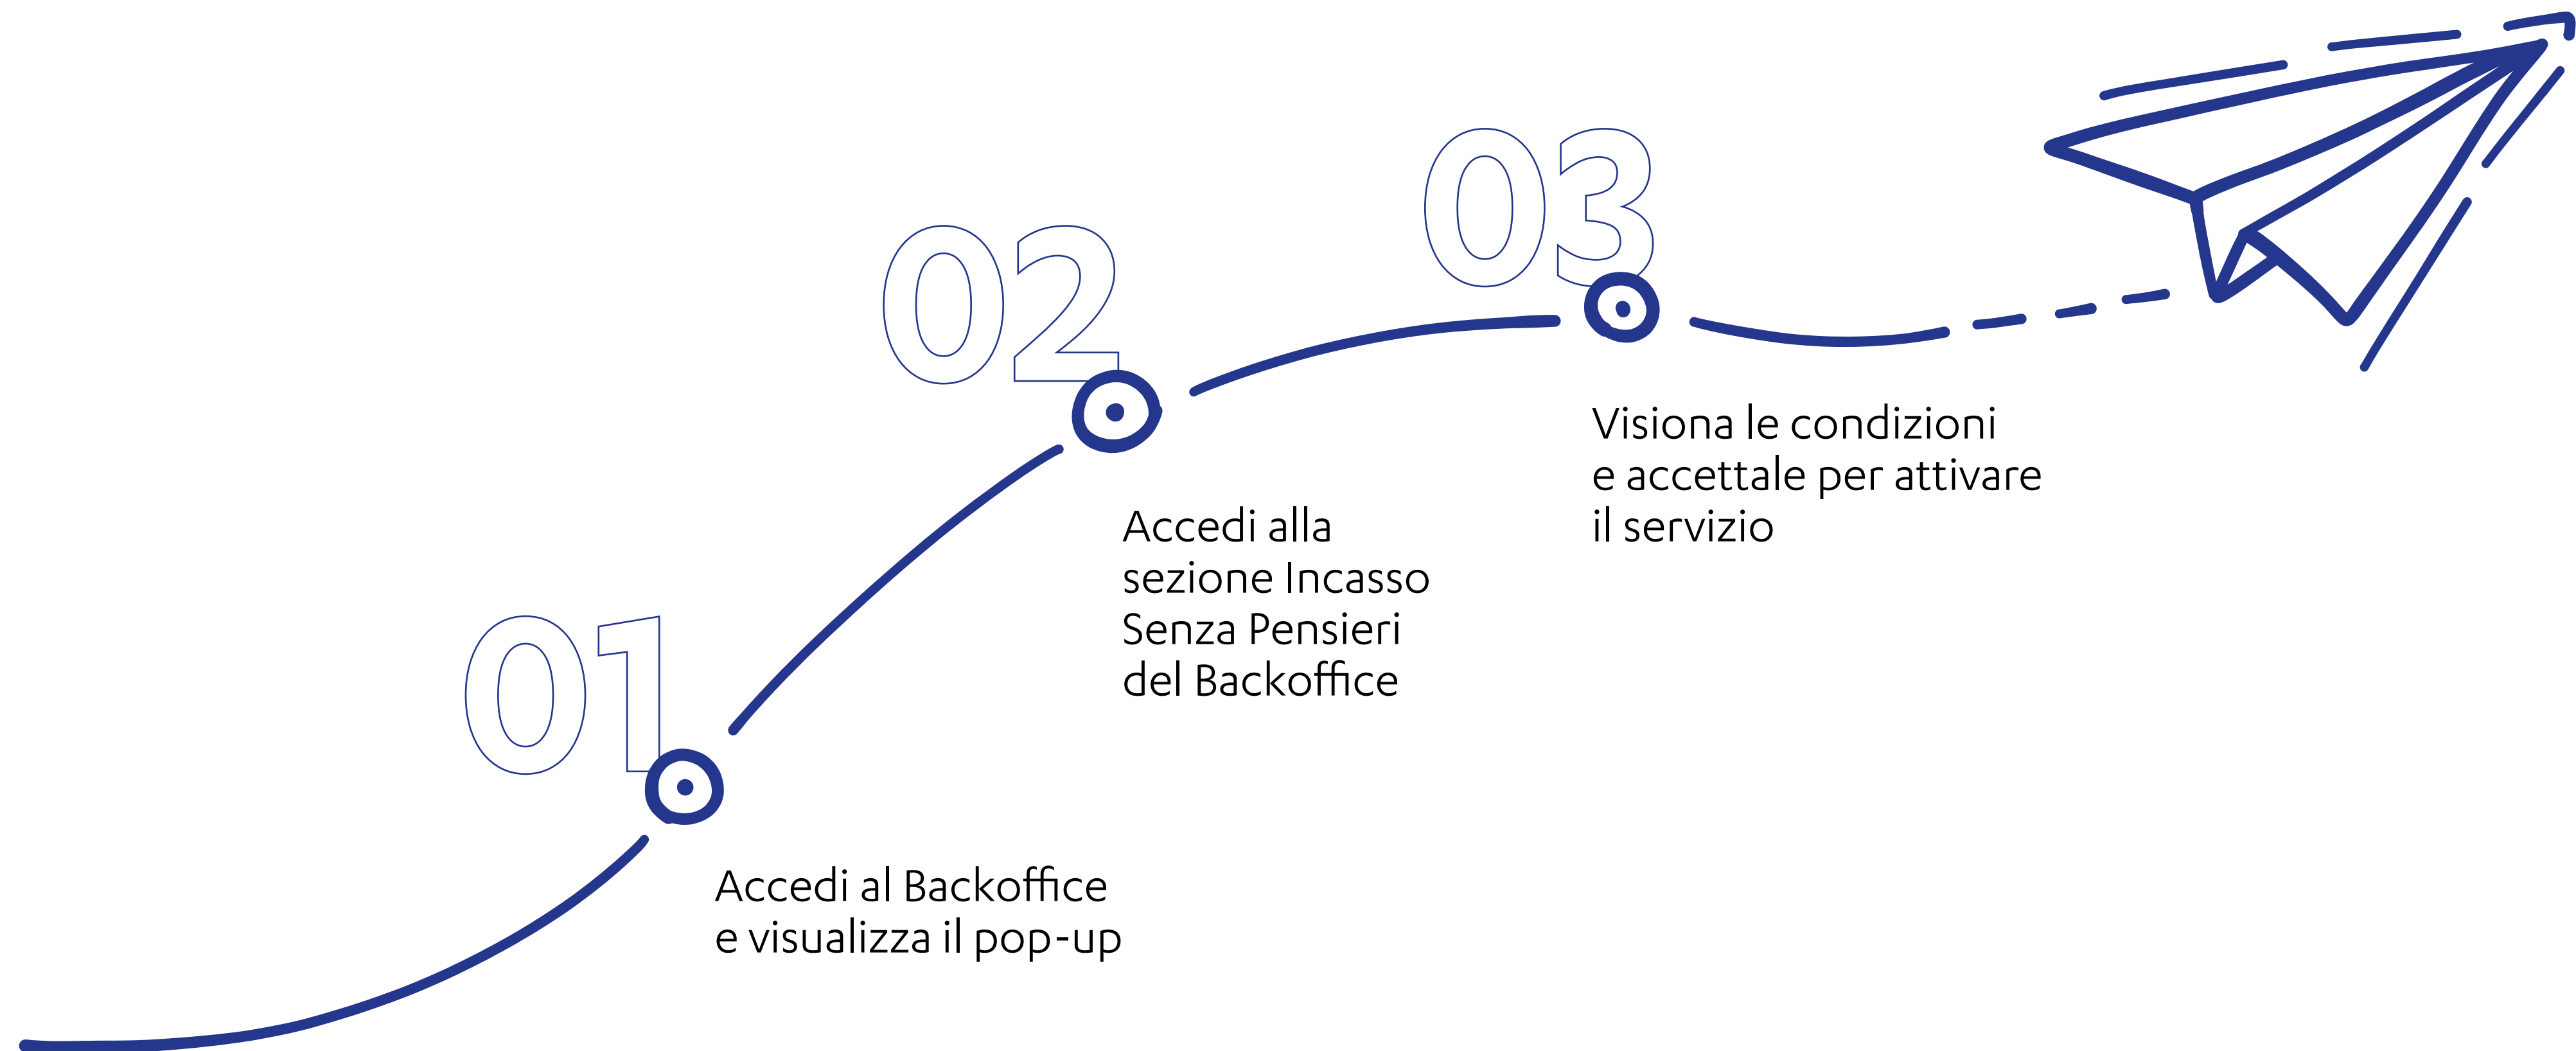 01
Accedi al Backoffice
e visualizza il pop-up
02
Accedi alla
sezione Incasso
Senza Pensieri
del Backoffice
03
Visiona le condizioni
e accettale per attivare
il servizio